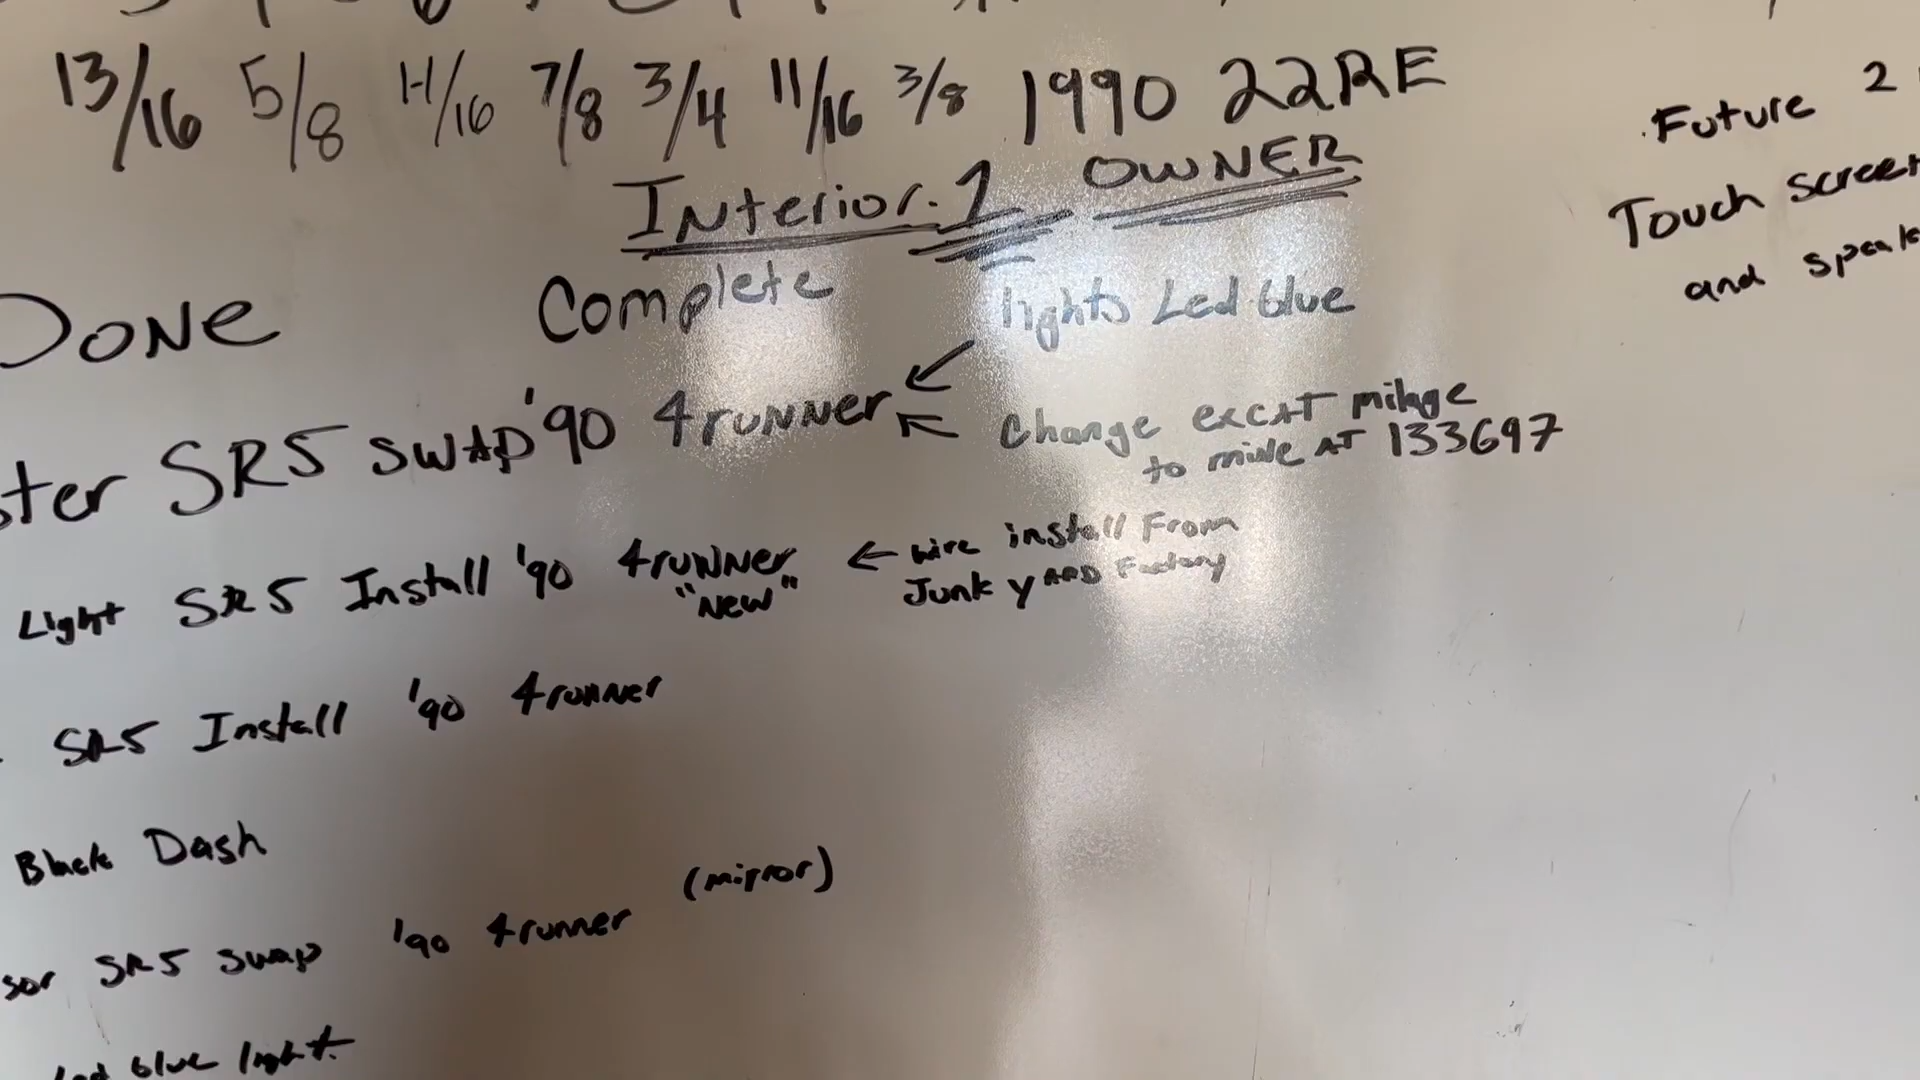 13/16 5/8 11/16 7/8 3/4 11/16 3/8 1990 22RE
Interior. 1 OWNER
DONE Complete lights Led blue
ster SR5 SWAP '90 4runner Change excat milage
to mile AT 133697
Light SR5 Install '90 4runner ← wire install From
"New" Junk yard Factory
SR5 Install '90 4runner
Black Dash
sor SR5 swap '90 4runner (mirror)
Led blue light
Future 2
Touch screen
and speak